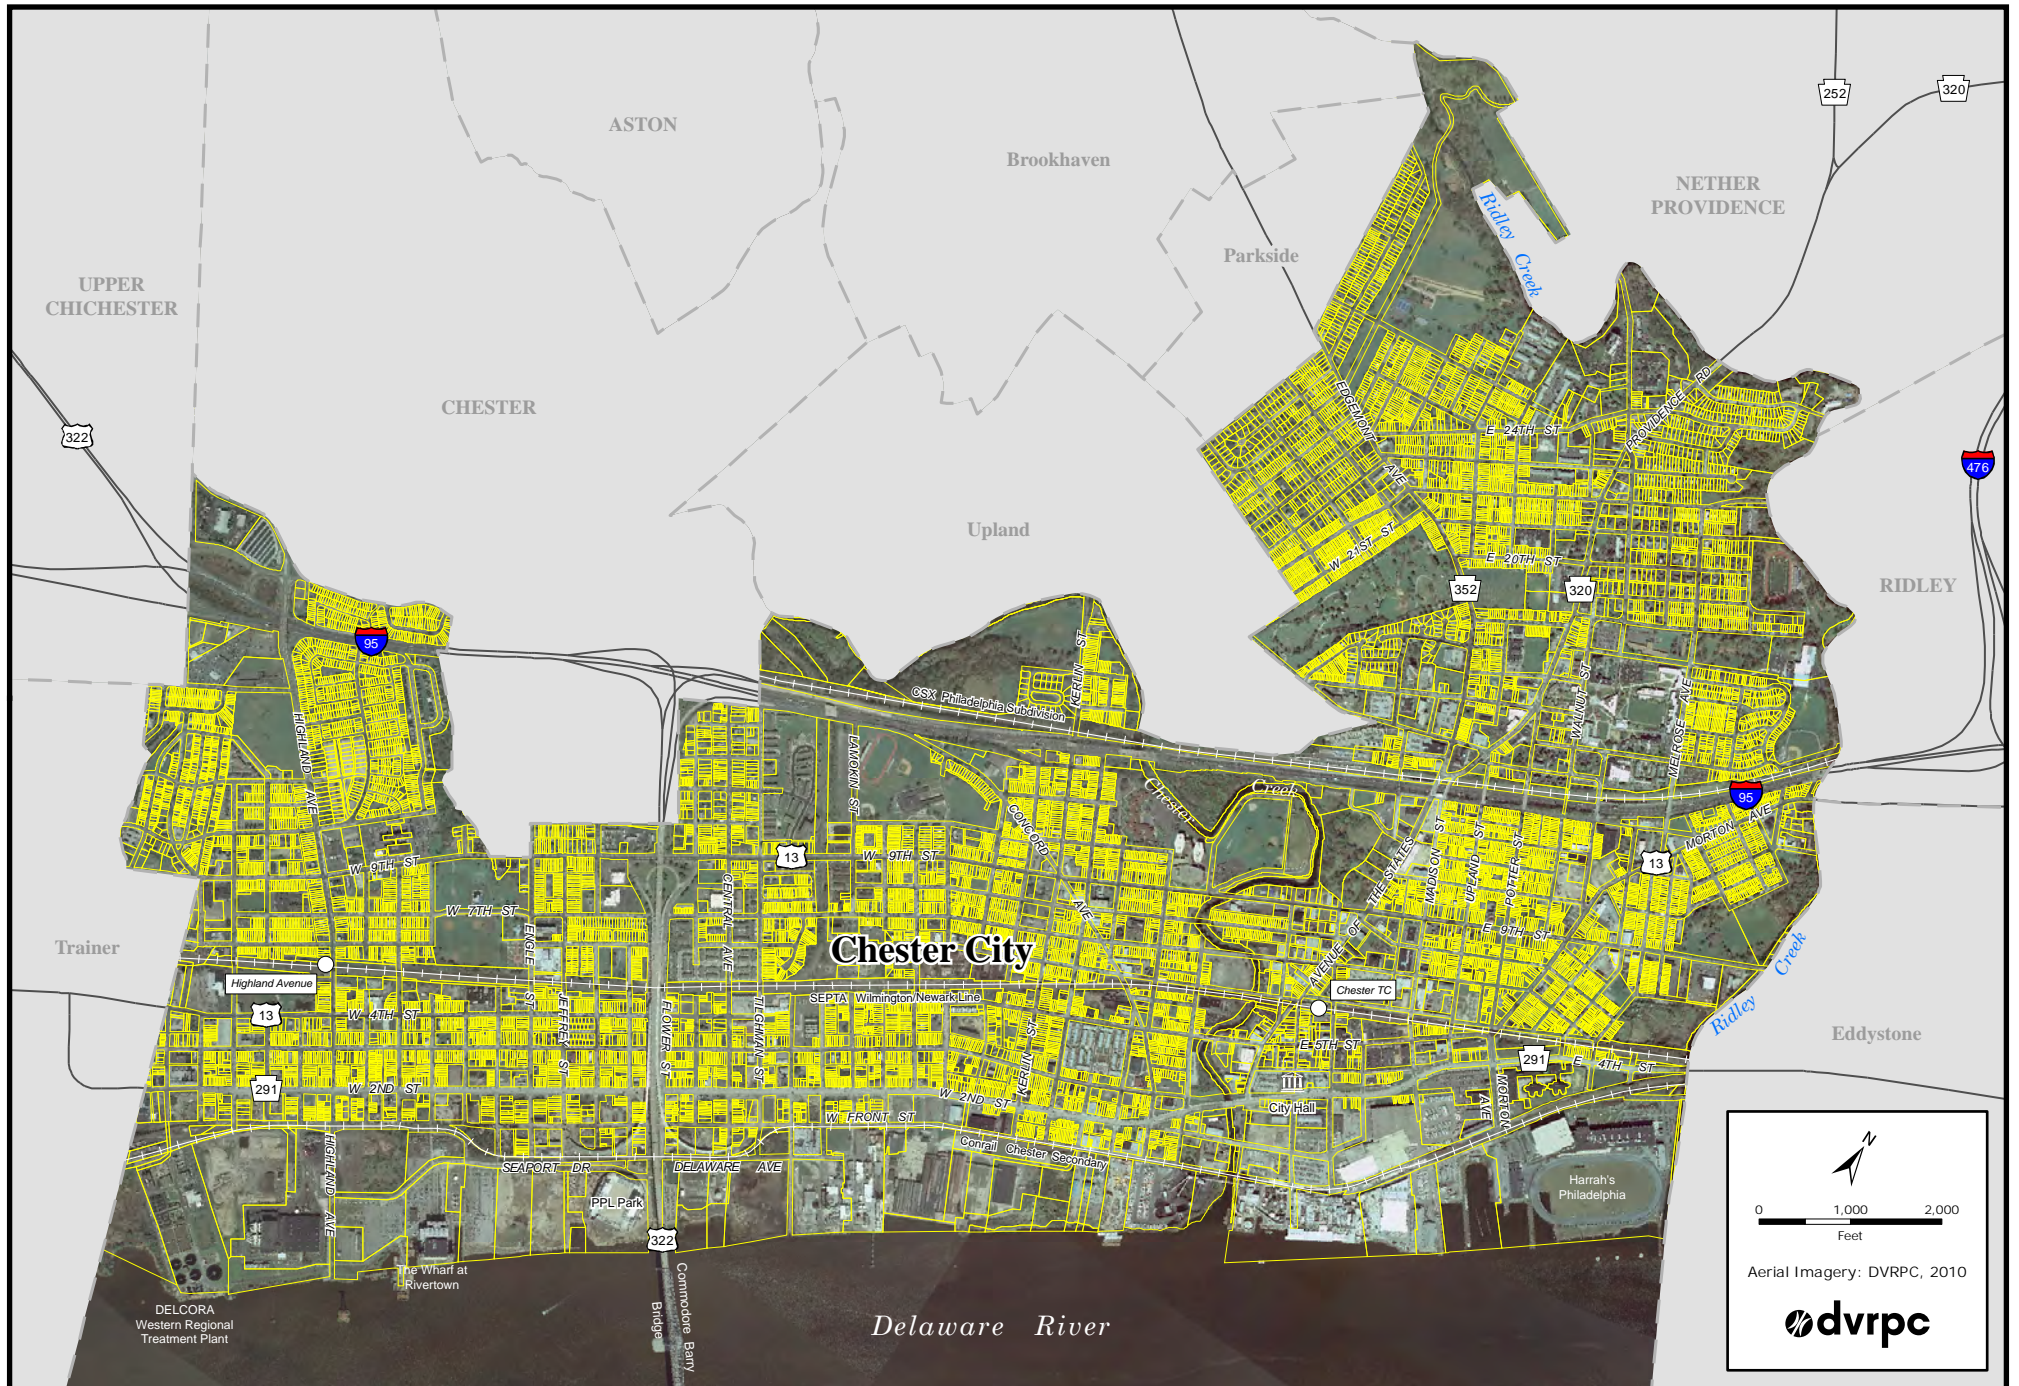 252
320
ASTON
Brookhaven
NETHER
PROVIDENCE
Ridley Creek
Parkside
UPPER
CHICHESTER
RD
PROVIDENCE
EDGEMONT
AVE
E 24TH ST
CHESTER
322
476
Upland
W 21ST ST
E 20TH ST
352
320
RIDLEY
95
KERLIN ST
CSX Philadelphia Subdivision
WALNUT ST
MELROSE AVE
HIGHLAND AVE
LAMOKIN ST
Chester Creek
95
CONCORD
AVE
MORTON AVE
13
W 9TH ST
W 9TH ST
13
THE STATES
AVENUE OF
MADISON ST
UPLAND ST
POTTER ST
CENTRAL AVE
W 7TH ST
E 9TH ST
ENGLE ST
Trainer
Chester City
Ridley Creek
Highland Avenue
Chester TC
SEPTA Wilmington/Newark Line
13
W 4TH ST
JEFFREY ST
FLOWER ST
TILGHMAN ST
KERLIN ST
E 5TH ST
291
E 4TH ST
Eddystone
291
W 2ND ST
W 2ND ST
City Hall
MORTON
AVE
W FRONT ST
HIGHLAND AVE
SEAPORT DR
DELAWARE AVE
Conrail Chester Secondary
PPL Park
Harrah's
Philadelphia
322
The Wharf at
Rivertown
Commodore Barry
Bridge
DELCORA
Western Regional
Treatment Plant
Delaware River
N
0 1,000 2,000
Feet
Aerial Imagery: DVRPC, 2010
dvrpc